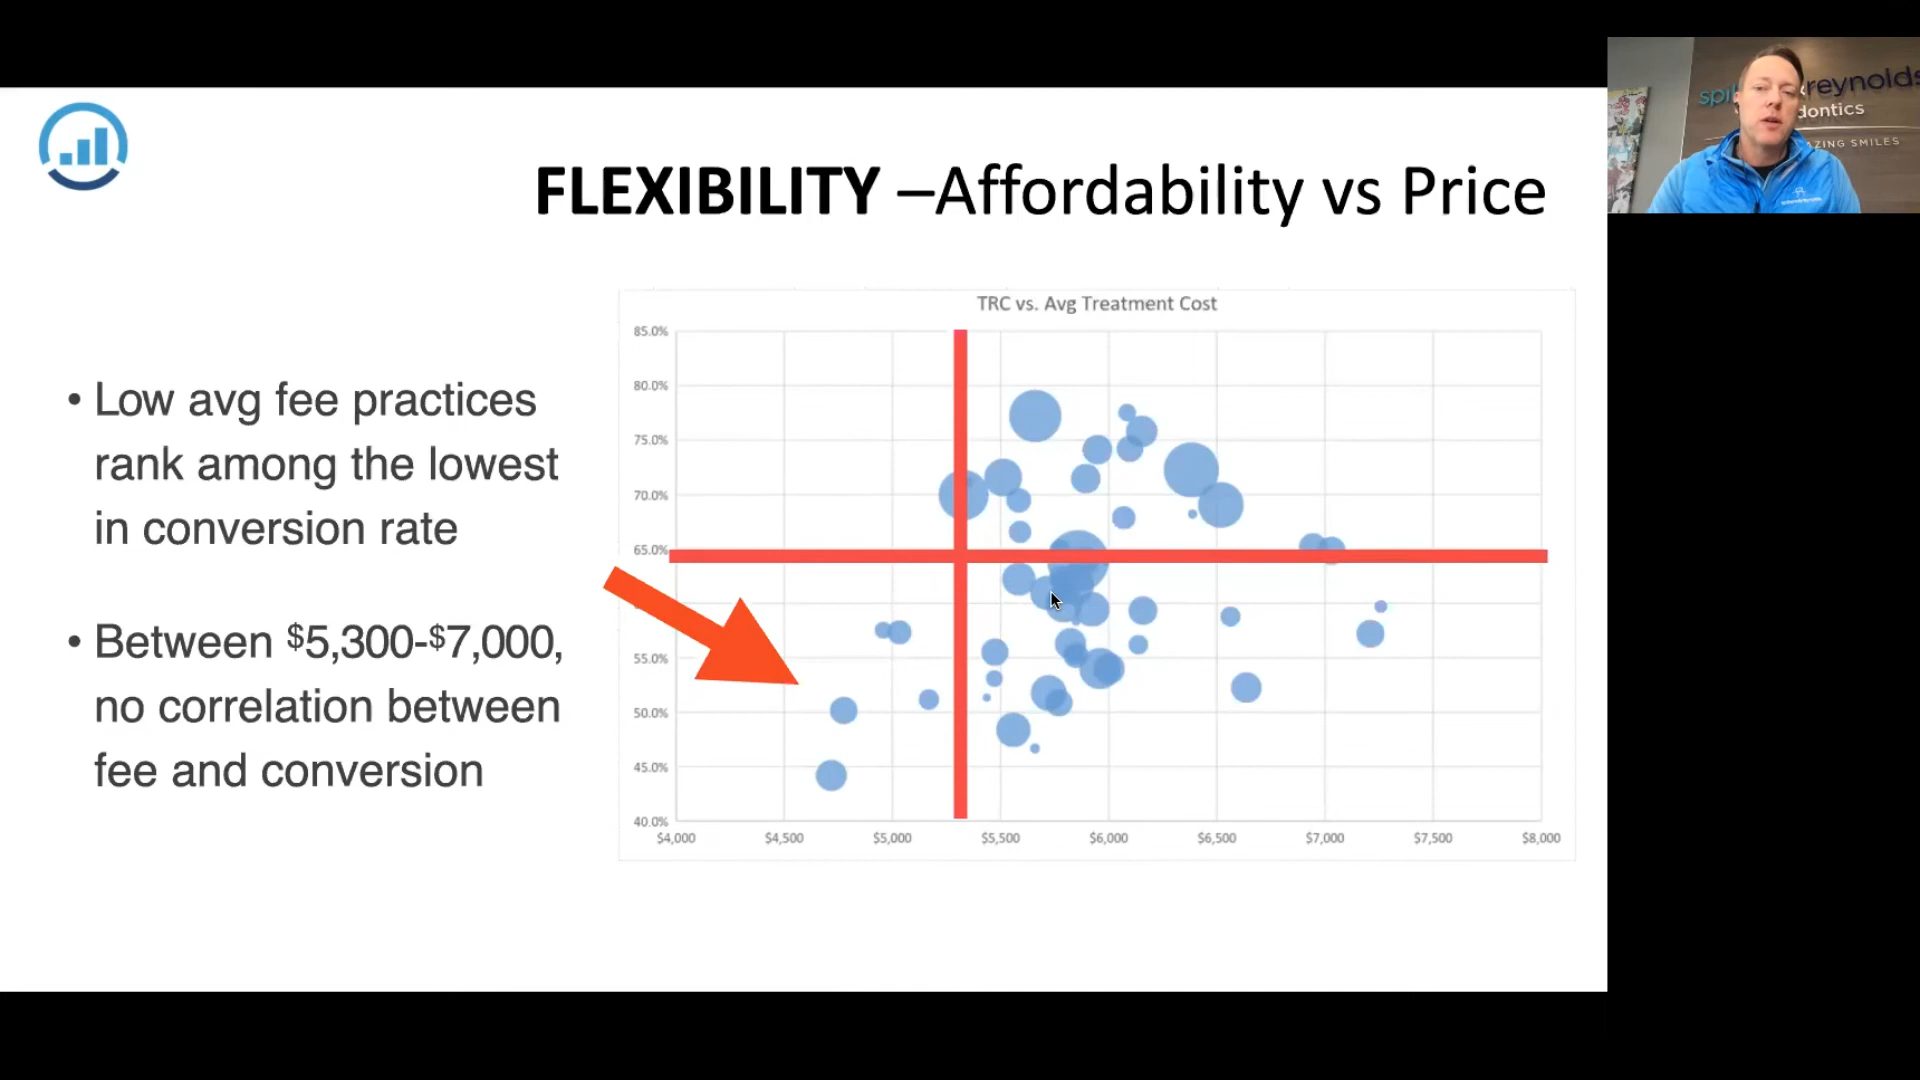 FLEXIBILITY –Affordability vs Price
• Low avg fee practices
rank among the lowest
in conversion rate
• Between $5,300-$7,000,
no correlation between
fee and conversion
TRC vs. Avg Treatment Cost
85.0%
80.0%
75.0%
70.0%
65.0%
55.0%
50.0%
45.0%
40.0%
$4,000 $4,500 $5,000 $5,500 $6,000 $6,500 $7,000 $7,500 $8,000
reynolds
dontics
AZING SMILES